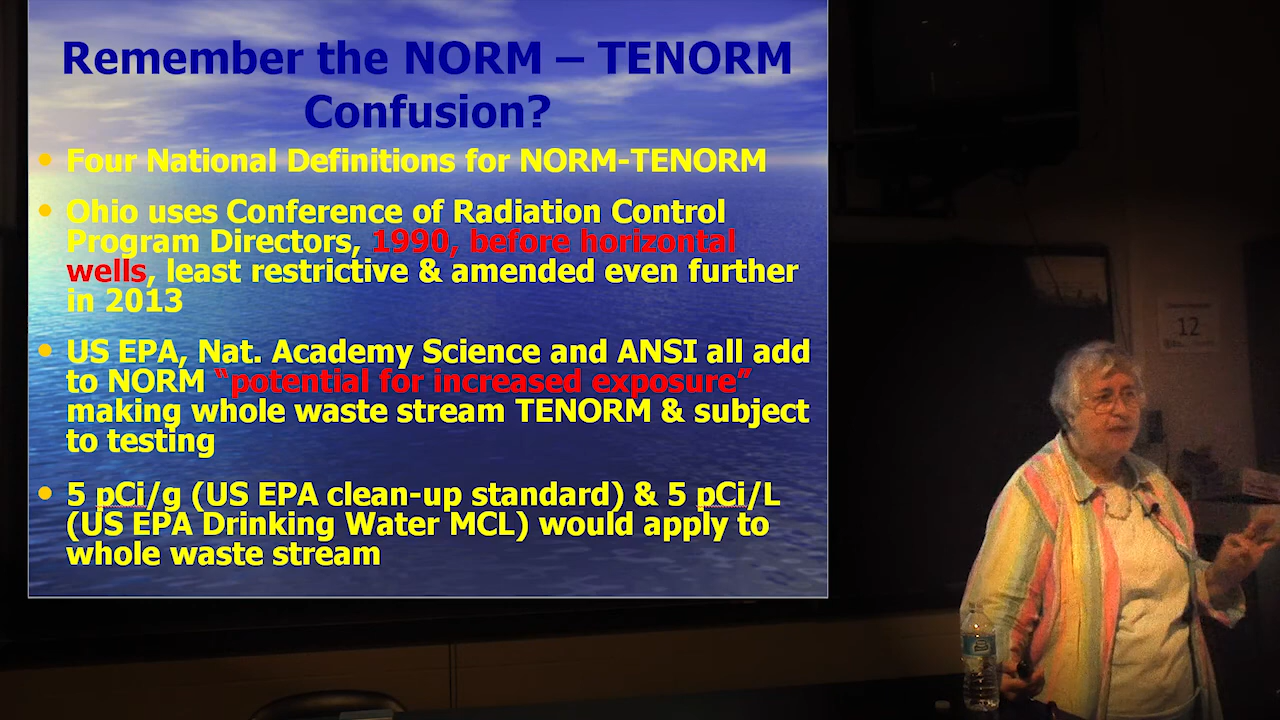 Remember the NORM – TENORM
Confusion?
• Four National Definitions for NORM-TENORM
• Ohio uses Conference of Radiation Control
Program Directors, 1990, before horizontal
wells, least restrictive & amended even further
in 2013
• US EPA, Nat. Academy Science and ANSI all add
to NORM “potential for increased exposure”
making whole waste stream TENORM & subject
to testing
• 5 pCi/g (US EPA clean-up standard) & 5 pCi/L
(US EPA Drinking Water MCL) would apply to
whole waste stream
12